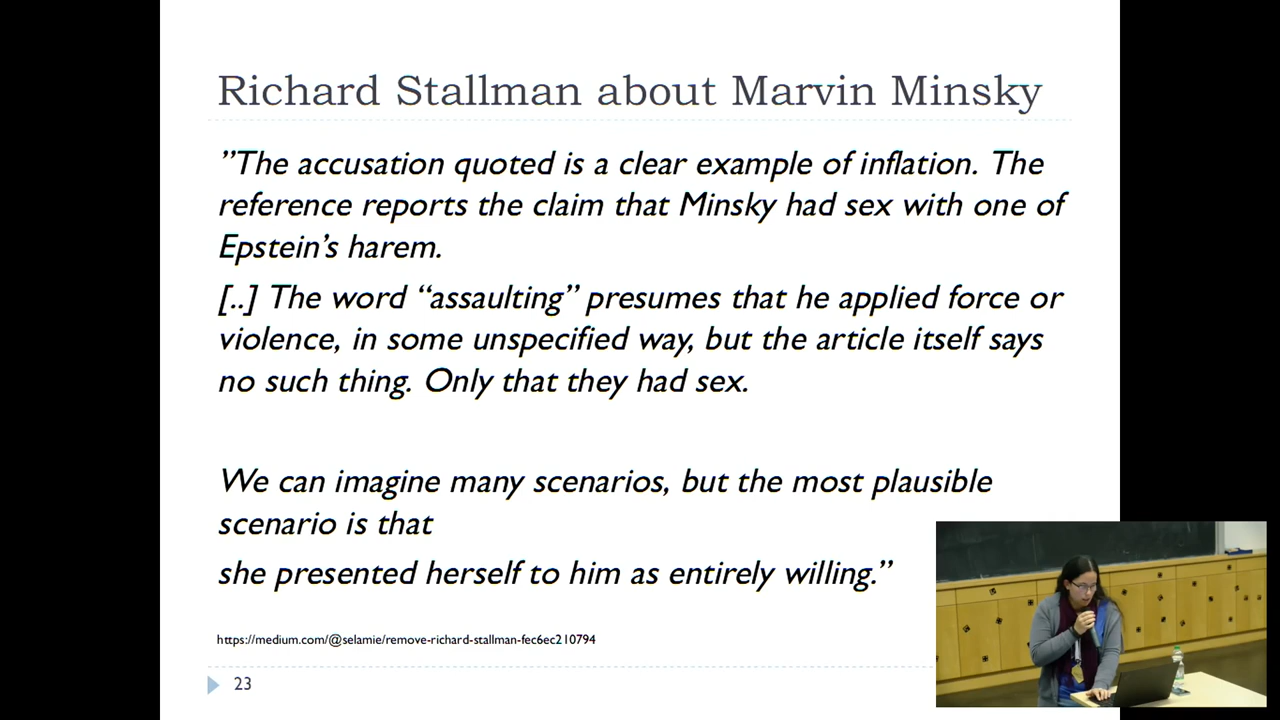 Richard Stallman about Marvin Minsky
”The accusation quoted is a clear example of inflation. The
reference reports the claim that Minsky had sex with one of
Epstein’s harem.
[..] The word “assaulting” presumes that he applied force or
violence, in some unspecified way, but the article itself says
no such thing. Only that they had sex.
We can imagine many scenarios, but the most plausible
scenario is that
she presented herself to him as entirely willing.”
https://medium.com/@selamie/remove-richard-stallman-fec6ec210794
23